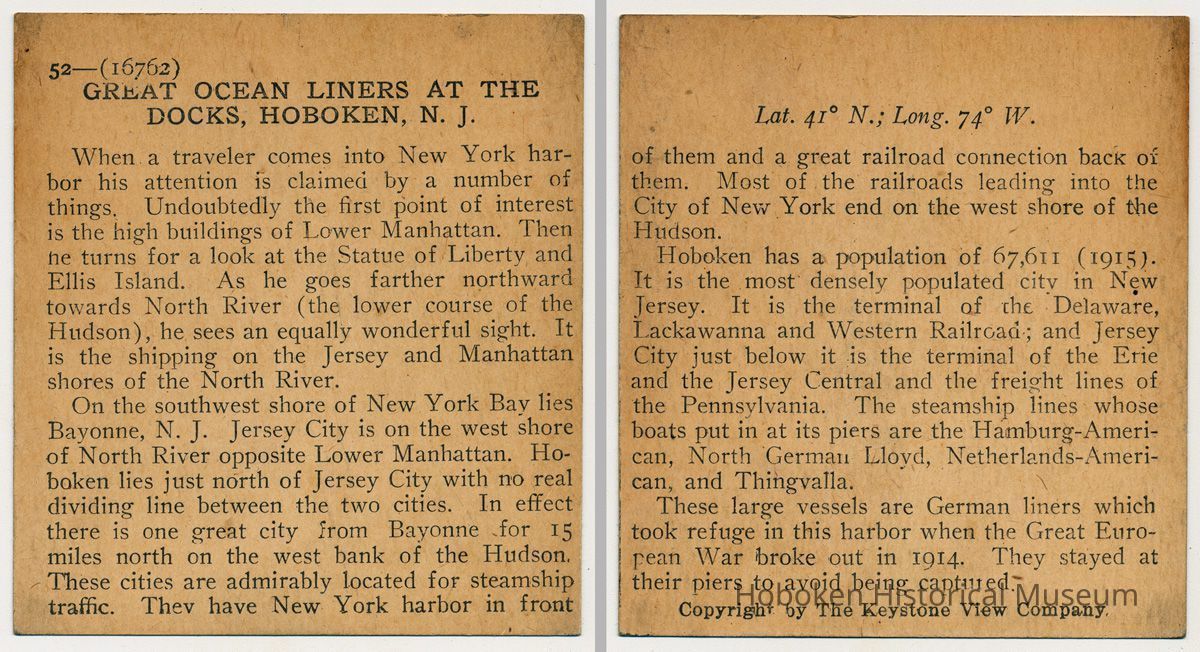 52—(16762)
GREAT OCEAN LINERS AT THE
DOCKS, HOBOKEN, N. J.
When a traveler comes into New York har-
bor his attention is claimed by a number of
things. Undoubtedly the first point of interest
is the high buildings of Lower Manhattan. Then
he turns for a look at the Statue of Liberty and
Ellis Island. As he goes farther northward
towards North River (the lower course of the
Hudson), he sees an equally wonderful sight. It
is the shipping on the Jersey and Manhattan
shores of the North River.
On the southwest shore of New York Bay lies
Bayonne, N. J. Jersey City is on the west shore
of North River opposite Lower Manhattan. Ho-
boken lies just north of Jersey City with no real
dividing line between the two cities. In effect
there is one great city from Bayonne for 15
miles north on the west bank of the Hudson.
These cities are admirably located for steamship
traffic. They have New York harbor in front
Lat. 41° N.; Long. 74° W.
of them and a great railroad connection back of
them. Most of the railroads leading into the
City of New York end on the west shore of the
Hudson.
Hoboken has a population of 67,611 (1915).
It is the most densely populated city in New
Jersey. It is the terminal of the Delaware,
Lackawanna and Western Railroad; and Jersey
City just below it is the terminal of the Erie
and the Jersey Central and the freight lines of
the Pennsylvania. The steamship lines whose
boats put in at its piers are the Hamburg-Ameri-
can, North German Lloyd, Netherlands-Ameri-
can, and Thingvalla.
These large vessels are German liners which
took refuge in this harbor when the Great Euro-
pean War broke out in 1914. They stayed at
their piers to avoid being captured.
Hoboken Historical Museum
Copyright by The Keystone View Company.